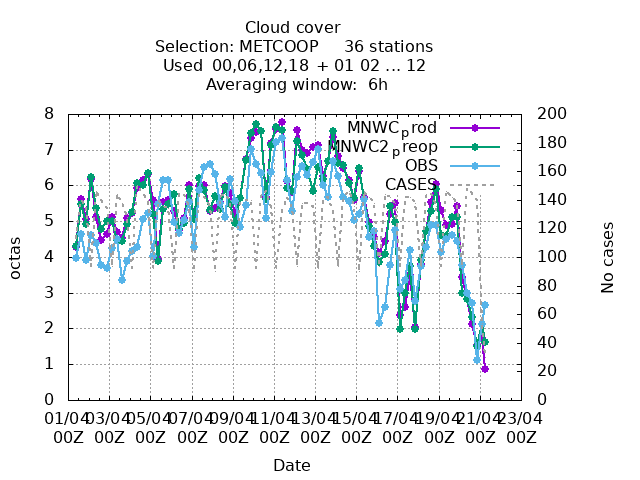 Cloud cover
Selection: METCOOP 36 stations
Used 00,06,12,18 + 01 02 ... 12
Averaging window: 6h
MNWC_prod
MNWC2_preop
OBS
CASES
octas
0
1
2
3
4
5
6
7
8
No cases
0
20
40
60
80
100
120
140
160
180
200
01/04 03/04 05/04 07/04 09/04 11/04 13/04 15/04 17/04 19/04 21/04 23/04
00Z 00Z 00Z 00Z 00Z 00Z 00Z 00Z 00Z 00Z 00Z 00Z
Date